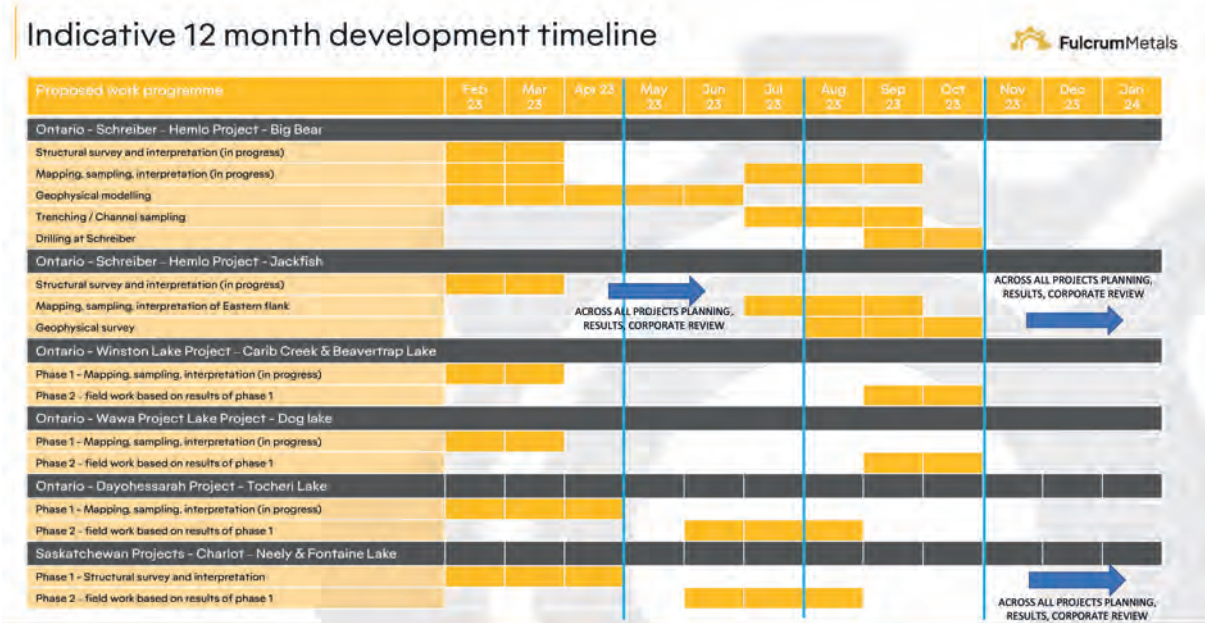 Indicative 12 month development timeline
FulcrumMetals
Proposed work programme
Feb 23
Mar 23
Apr 23
May 23
Jun 23
Jul 23
Aug 23
Sep 23
Oct 23
Nov 23
Dec 23
Jan 24
Ontario - Schreiber - Hemlo Project - Big Bear
Structural survey and interpretation (in progress)
Mapping, sampling, interpretation (in progress)
Geophysical modelling
Trenching / Channel sampling
Drilling at Schreiber
Ontario - Schreiber - Hemlo Project - Jackfish
Structural survey and interpretation (in progress)
Mapping, sampling, interpretation of Eastern flank
Geophysical survey
ACROSS ALL PROJECTS PLANNING,
RESULTS, CORPORATE REVIEW
ACROSS ALL PROJECTS PLANNING,
RESULTS, CORPORATE REVIEW
Ontario - Winston Lake Project - Carib Creek & Beavertrap Lake
Phase 1 - Mapping, sampling, interpretation (in progress)
Phase 2 - field work based on results of phase 1
Ontario - Wawa Project Lake Project - Dog lake
Phase 1 - Mapping, sampling, interpretation (in progress)
Phase 2 - field work based on results of phase 1
Ontario - Dayohessarah Project - Tocheri Lake
Phase 1 - Mapping, sampling, interpretation (in progress)
Phase 2 - field work based on results of phase 1
Saskatchewan Projects - Charlot - Neely & Fontaine Lake
Phase 1 - Structural survey and interpretation
Phase 2 - field work based on results of phase 1
ACROSS ALL PROJECTS PLANNING,
RESULTS, CORPORATE REVIEW